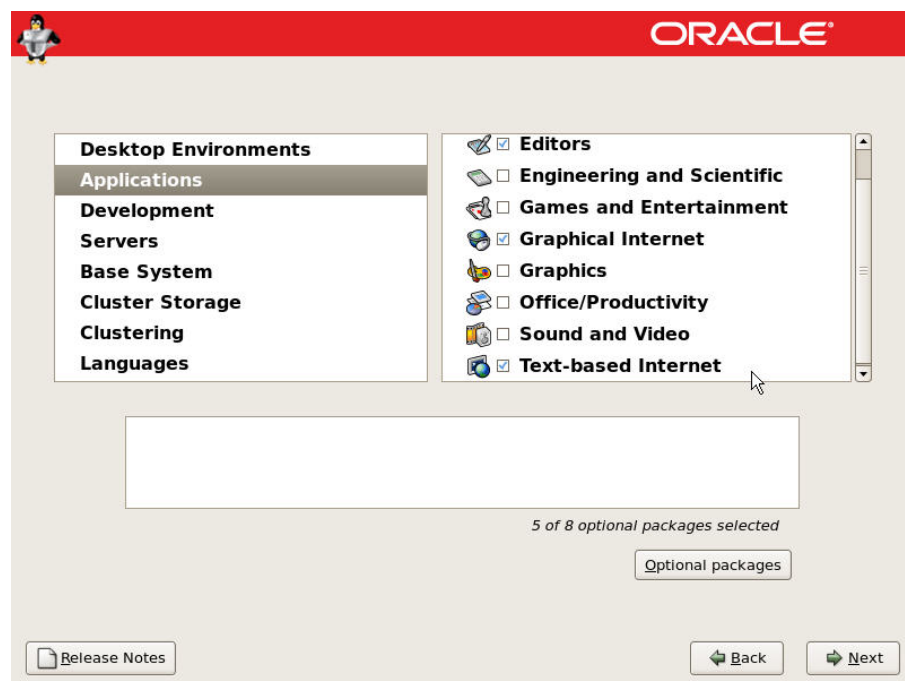 ORACLE
Desktop Environments
Applications
Development
Servers
Base System
Cluster Storage
Clustering
Languages
Editors
Engineering and Scientific
Games and Entertainment
Graphical Internet
Graphics
Office/Productivity
Sound and Video
Text-based Internet
5 of 8 optional packages selected
Optional packages
Release Notes
Back
Next